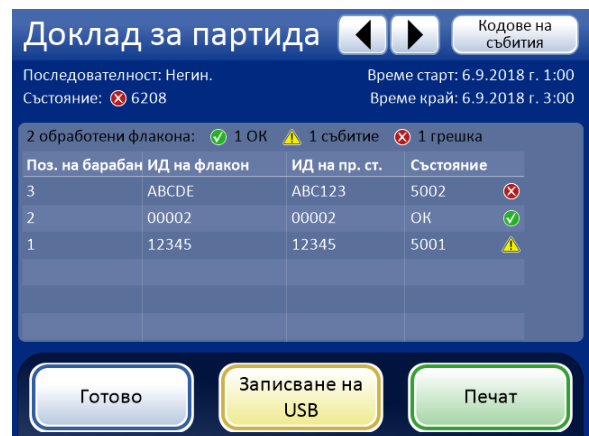 Доклад за партида
Кодове на събития
Последователност: Негин.
Време старт: 6.9.2018 г. 1:00
Състояние: 6208
Време край: 6.9.2018 г. 3:00
2 обработени флакона: 1 ОК 1 събитие 1 грешка
Поз. на барабан ИД на флакон ИД на пр. ст. Състояние
3 ABCDE ABC123 5002
2 00002 00002 ОК
1 12345 12345 5001
Готово
Записване на USB
Печат